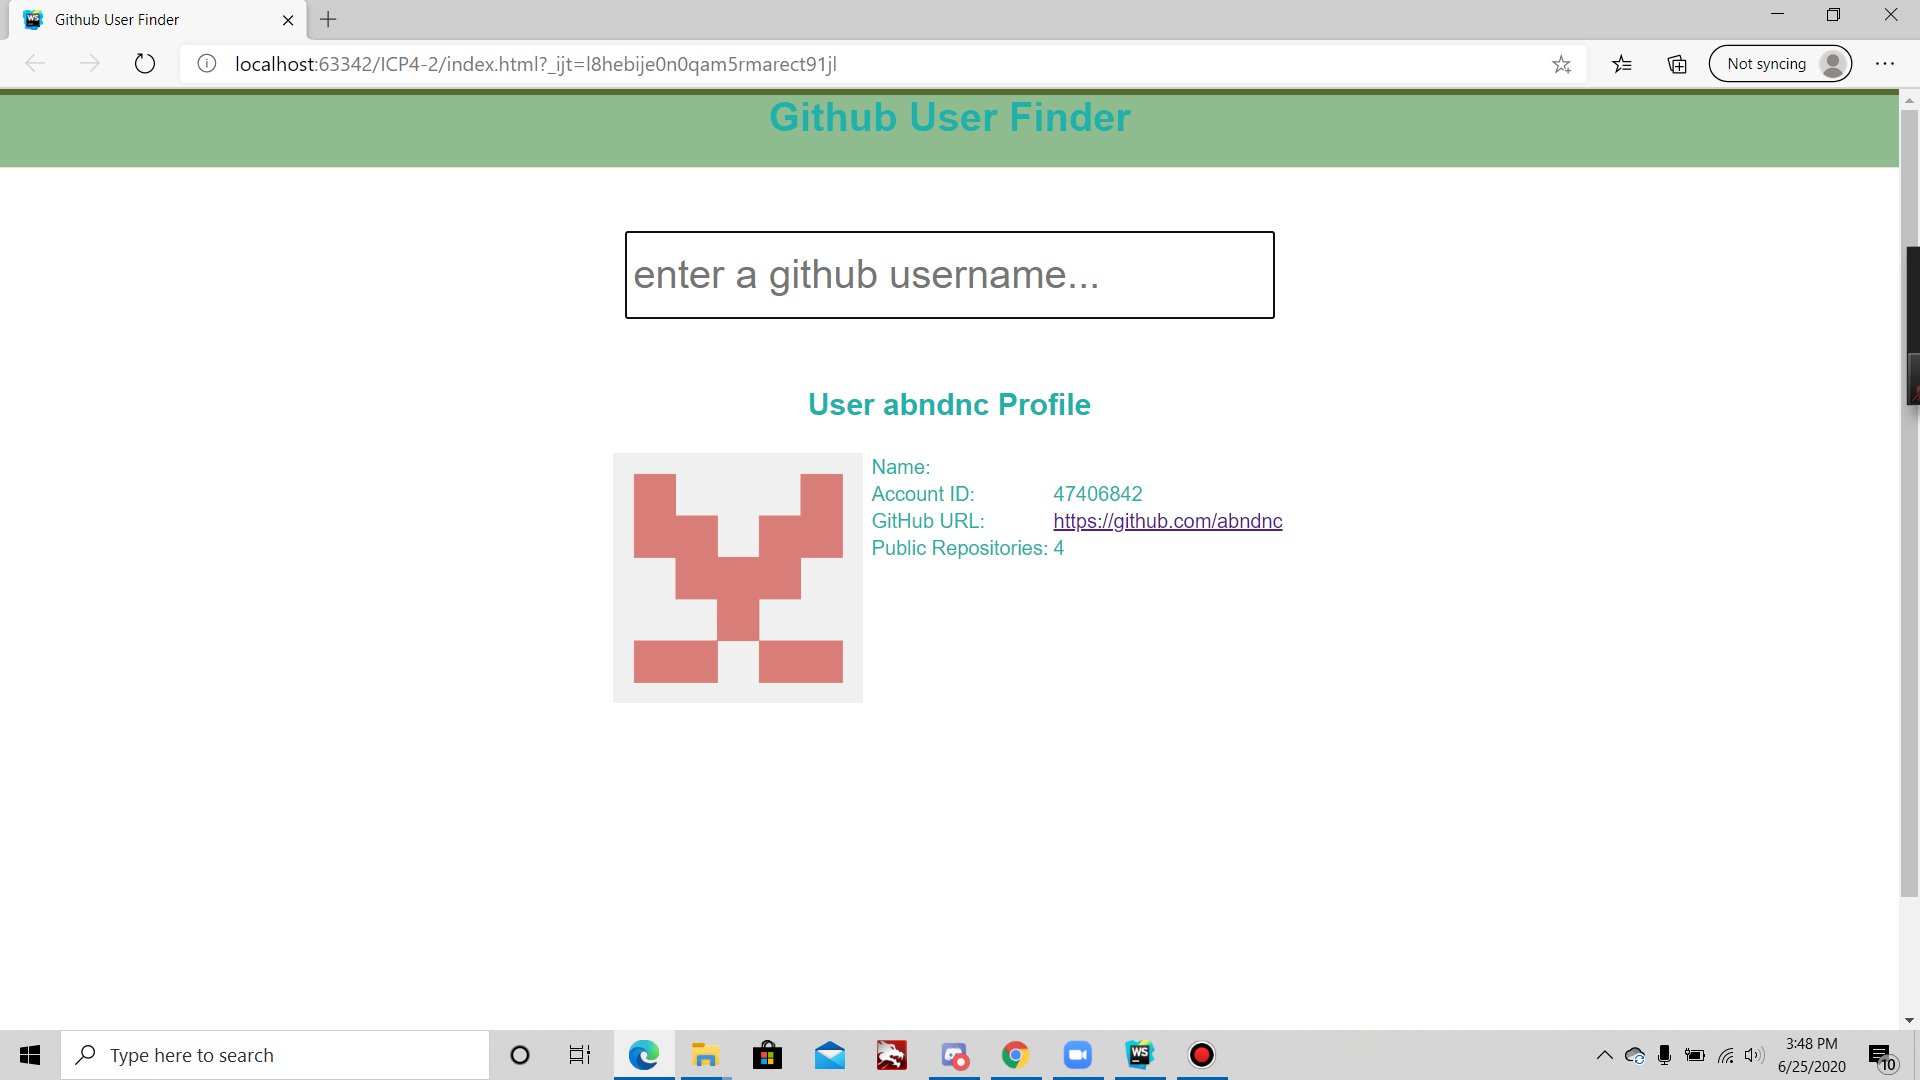 Github User Finder
localhost:63342/ICP4-2/index.html?_ijt=l8hebije0n0qam5rmarect91jl
Not syncing
Github User Finder
enter a github username...
User abndnc Profile
Name:
Account ID: 47406842
GitHub URL: https://github.com/abndnc
Public Repositories: 4
Type here to search
WS
3:48 PM
6/25/2020
10